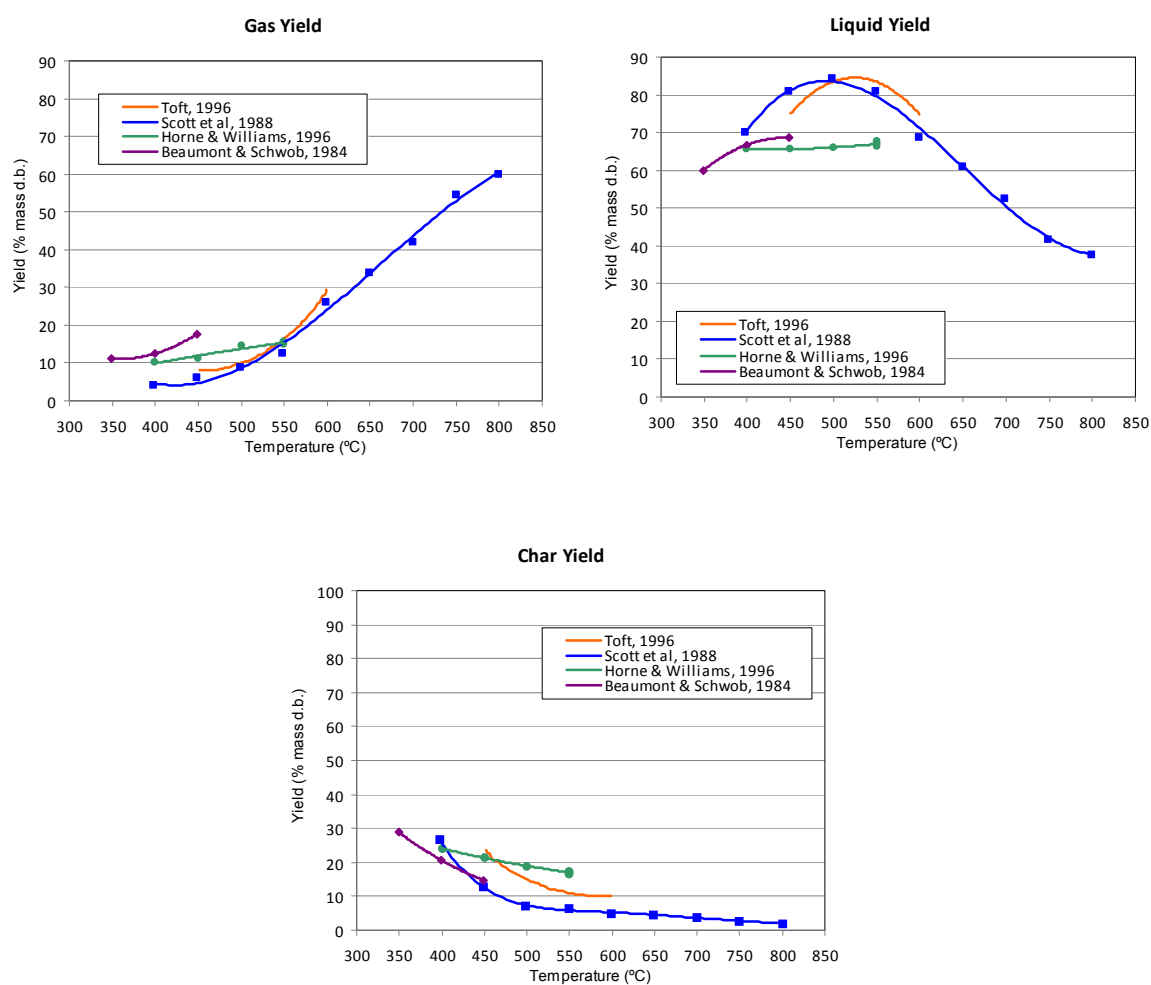 Gas Yield
Yield (% mass d.b.)
90
80
70
60
50
40
30
20
10
0
Toft, 1996
Scott et al, 1988
Horne & Williams, 1996
Beaumont & Schwob, 1984
300 350 400 450 500 550 600 650 700 750 800 850
Temperature (ºC)
Liquid Yield
Yield (% mass d.b.)
90
80
70
60
50
40
30
20
10
0
Toft, 1996
Scott et al, 1988
Horne & Williams, 1996
Beaumont & Schwob, 1984
300 350 400 450 500 550 600 650 700 750 800 850
Temperature (ºC)
Char Yield
Yield (% mass d.b.)
100
90
80
70
60
50
40
30
20
10
0
Toft, 1996
Scott et al, 1988
Horne & Williams, 1996
Beaumont & Schwob, 1984
300 350 400 450 500 550 600 650 700 750 800 850
Temperature (ºC)